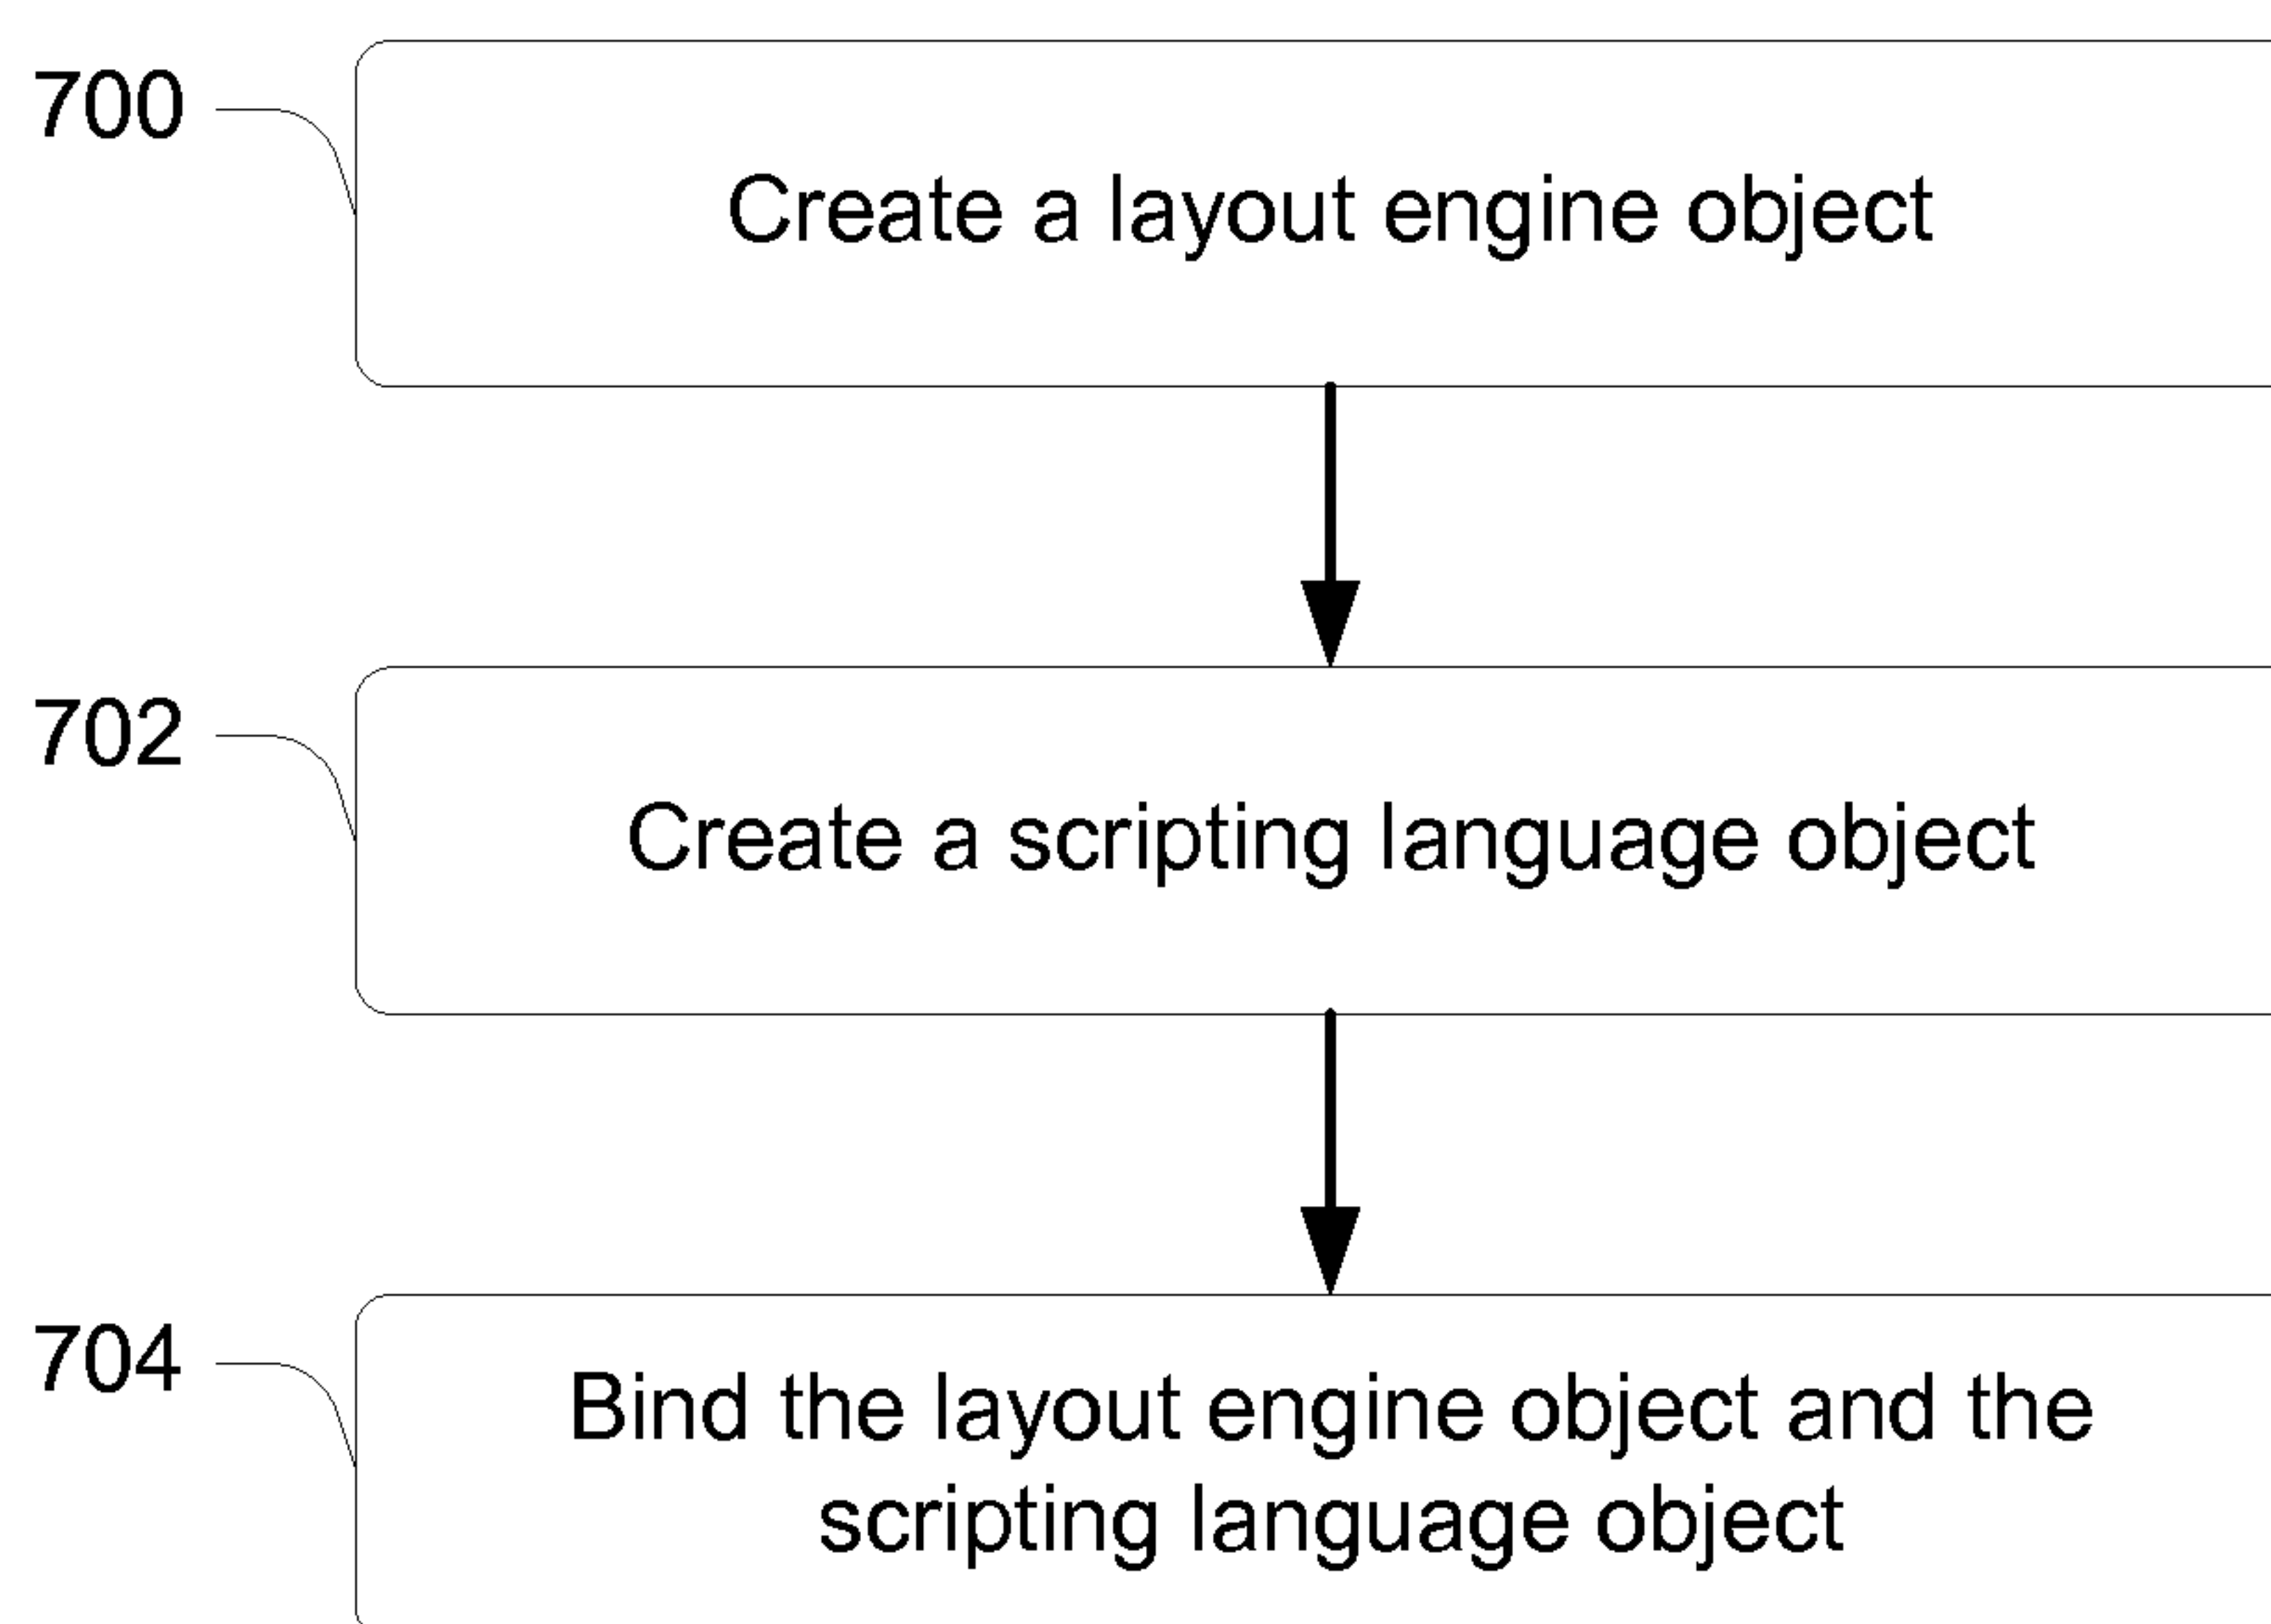 700
Create a layout engine object
702
Create a scripting language object
704
Bind the layout engine object and the
scripting language object